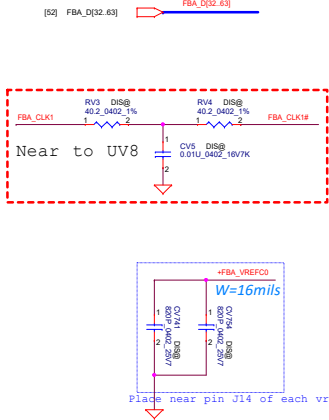 FBA_D[32..63]
[52] FBA_D[32..63]
RV3 DIS@
40.2_0402_1%
RV4 DIS@
40.2_0402_1%
FBA_CLK1
1 2
1 2
FBA_CLK1#
Near to UV8
1
CV5 DIS@
0.01U_0402_16V7K
2
+FBA_VREFC0
W=16mils
1
CV741 DIS@
820P_0402_25V7
2
1
CV754 DIS@
820P_0402_25V7
2
Place near pin J14 of each vr